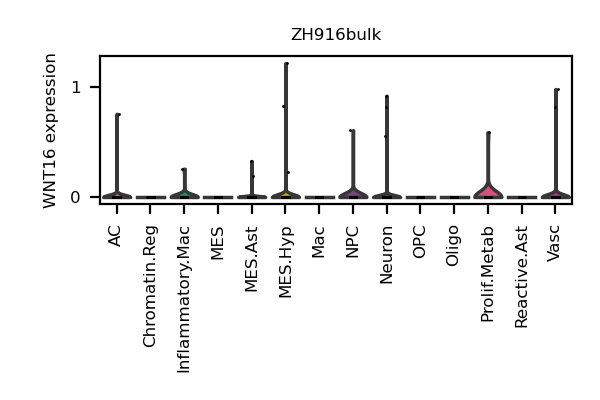 ZH916bulk
WNT16 expression
1
0
AC
Chromatin.Reg
Inflammatory.Mac
MES
MES.Ast
MES.Hyp
Mac
NPC
Neuron
OPC
Oligo
Prolif.Metab
Reactive.Ast
Vasc